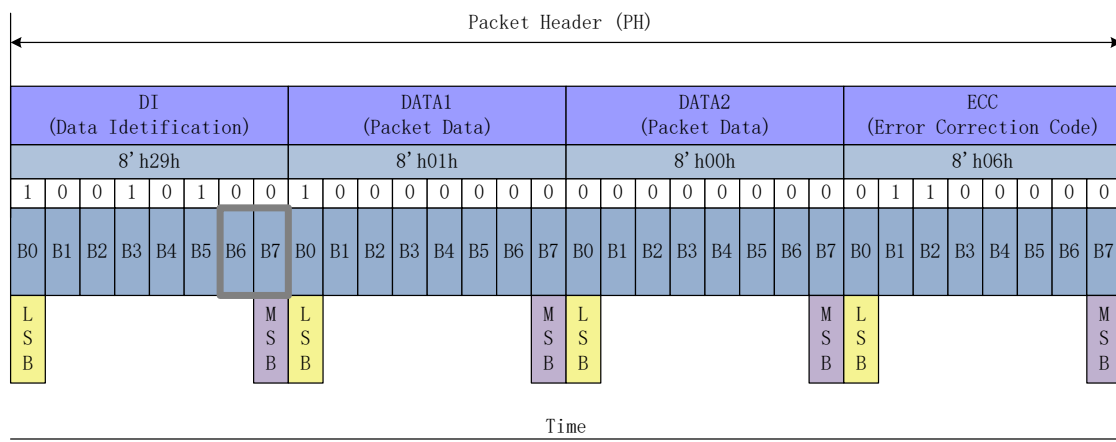 Packet Header (PH)
DI DATA1 DATA2 ECC
(Data Idetification) (Packet Data) (Packet Data) (Error Correction Code)
8'h29h 8'h01h 8'h00h 8'h06h
1 0 0 1 0 1 0 0 1 0 0 0 0 0 0 0 0 0 0 0 0 0 0 0 0 1 1 0 0 0 0 0
B0 B1 B2 B3 B4 B5 B6 B7 B0 B1 B2 B3 B4 B5 B6 B7 B0 B1 B2 B3 B4 B5 B6 B7 B0 B1 B2 B3 B4 B5 B6 B7
L M L M L M L M
S S S S S S S S
B B B B B B B B
Time